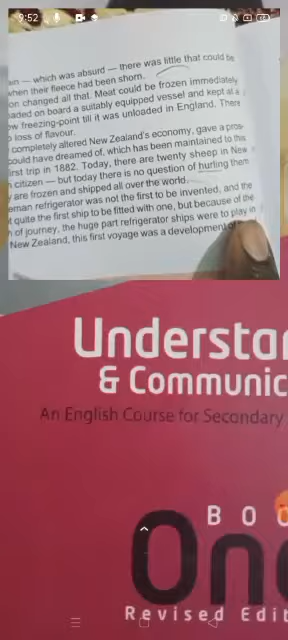 9:52
ain — which was absurd — there was little that could be
when their fleece had been shorn.
on changed all that. Meat could be frozen immediately
aded on board a suitably equipped vessel and kept at a
ow freezing-point till it was unloaded in England. There
o loss of flavour.
completely altered New Zealand's economy, gave a pros-
could have dreamed of, which has been maintained to this
irst trip in 1882. Today, there are twenty sheep in New
citizen — but today there is no question of hurling them
y are frozen and shipped all over the world.
eman refrigerator was not the first to be invented, and the
t quite the first ship to be fitted with one, but because of the
h of journey, the huge part refrigerator ships were to play in
New Zealand, this first voyage was a development of
Understa
& Communic
An English Course for Secondary
BOO
One
Revised Edit